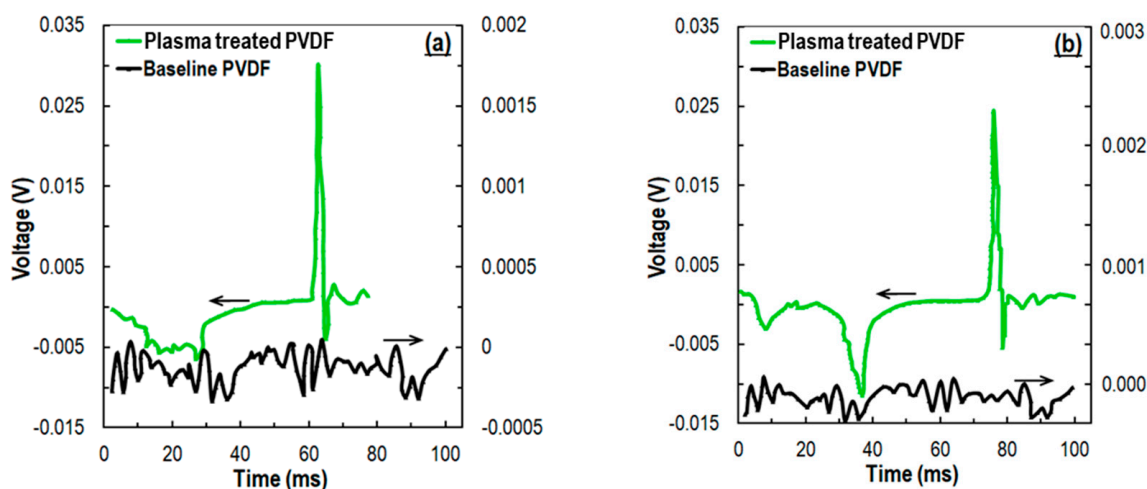 (a)
Plasma treated PVDF
Baseline PVDF
Voltage (V)
0.035
0.025
0.015
0.005
-0.005
-0.015
0.002
0.0015
0.001
0.0005
0
-0.0005
0 20 40 60 80 100
Time (ms)
(b)
Plasma treated PVDF
Baseline PVDF
Voltage (V)
0.035
0.025
0.015
0.005
-0.005
-0.015
0.003
0.002
0.001
0.000
0 20 40 60 80 100
Time (ms)